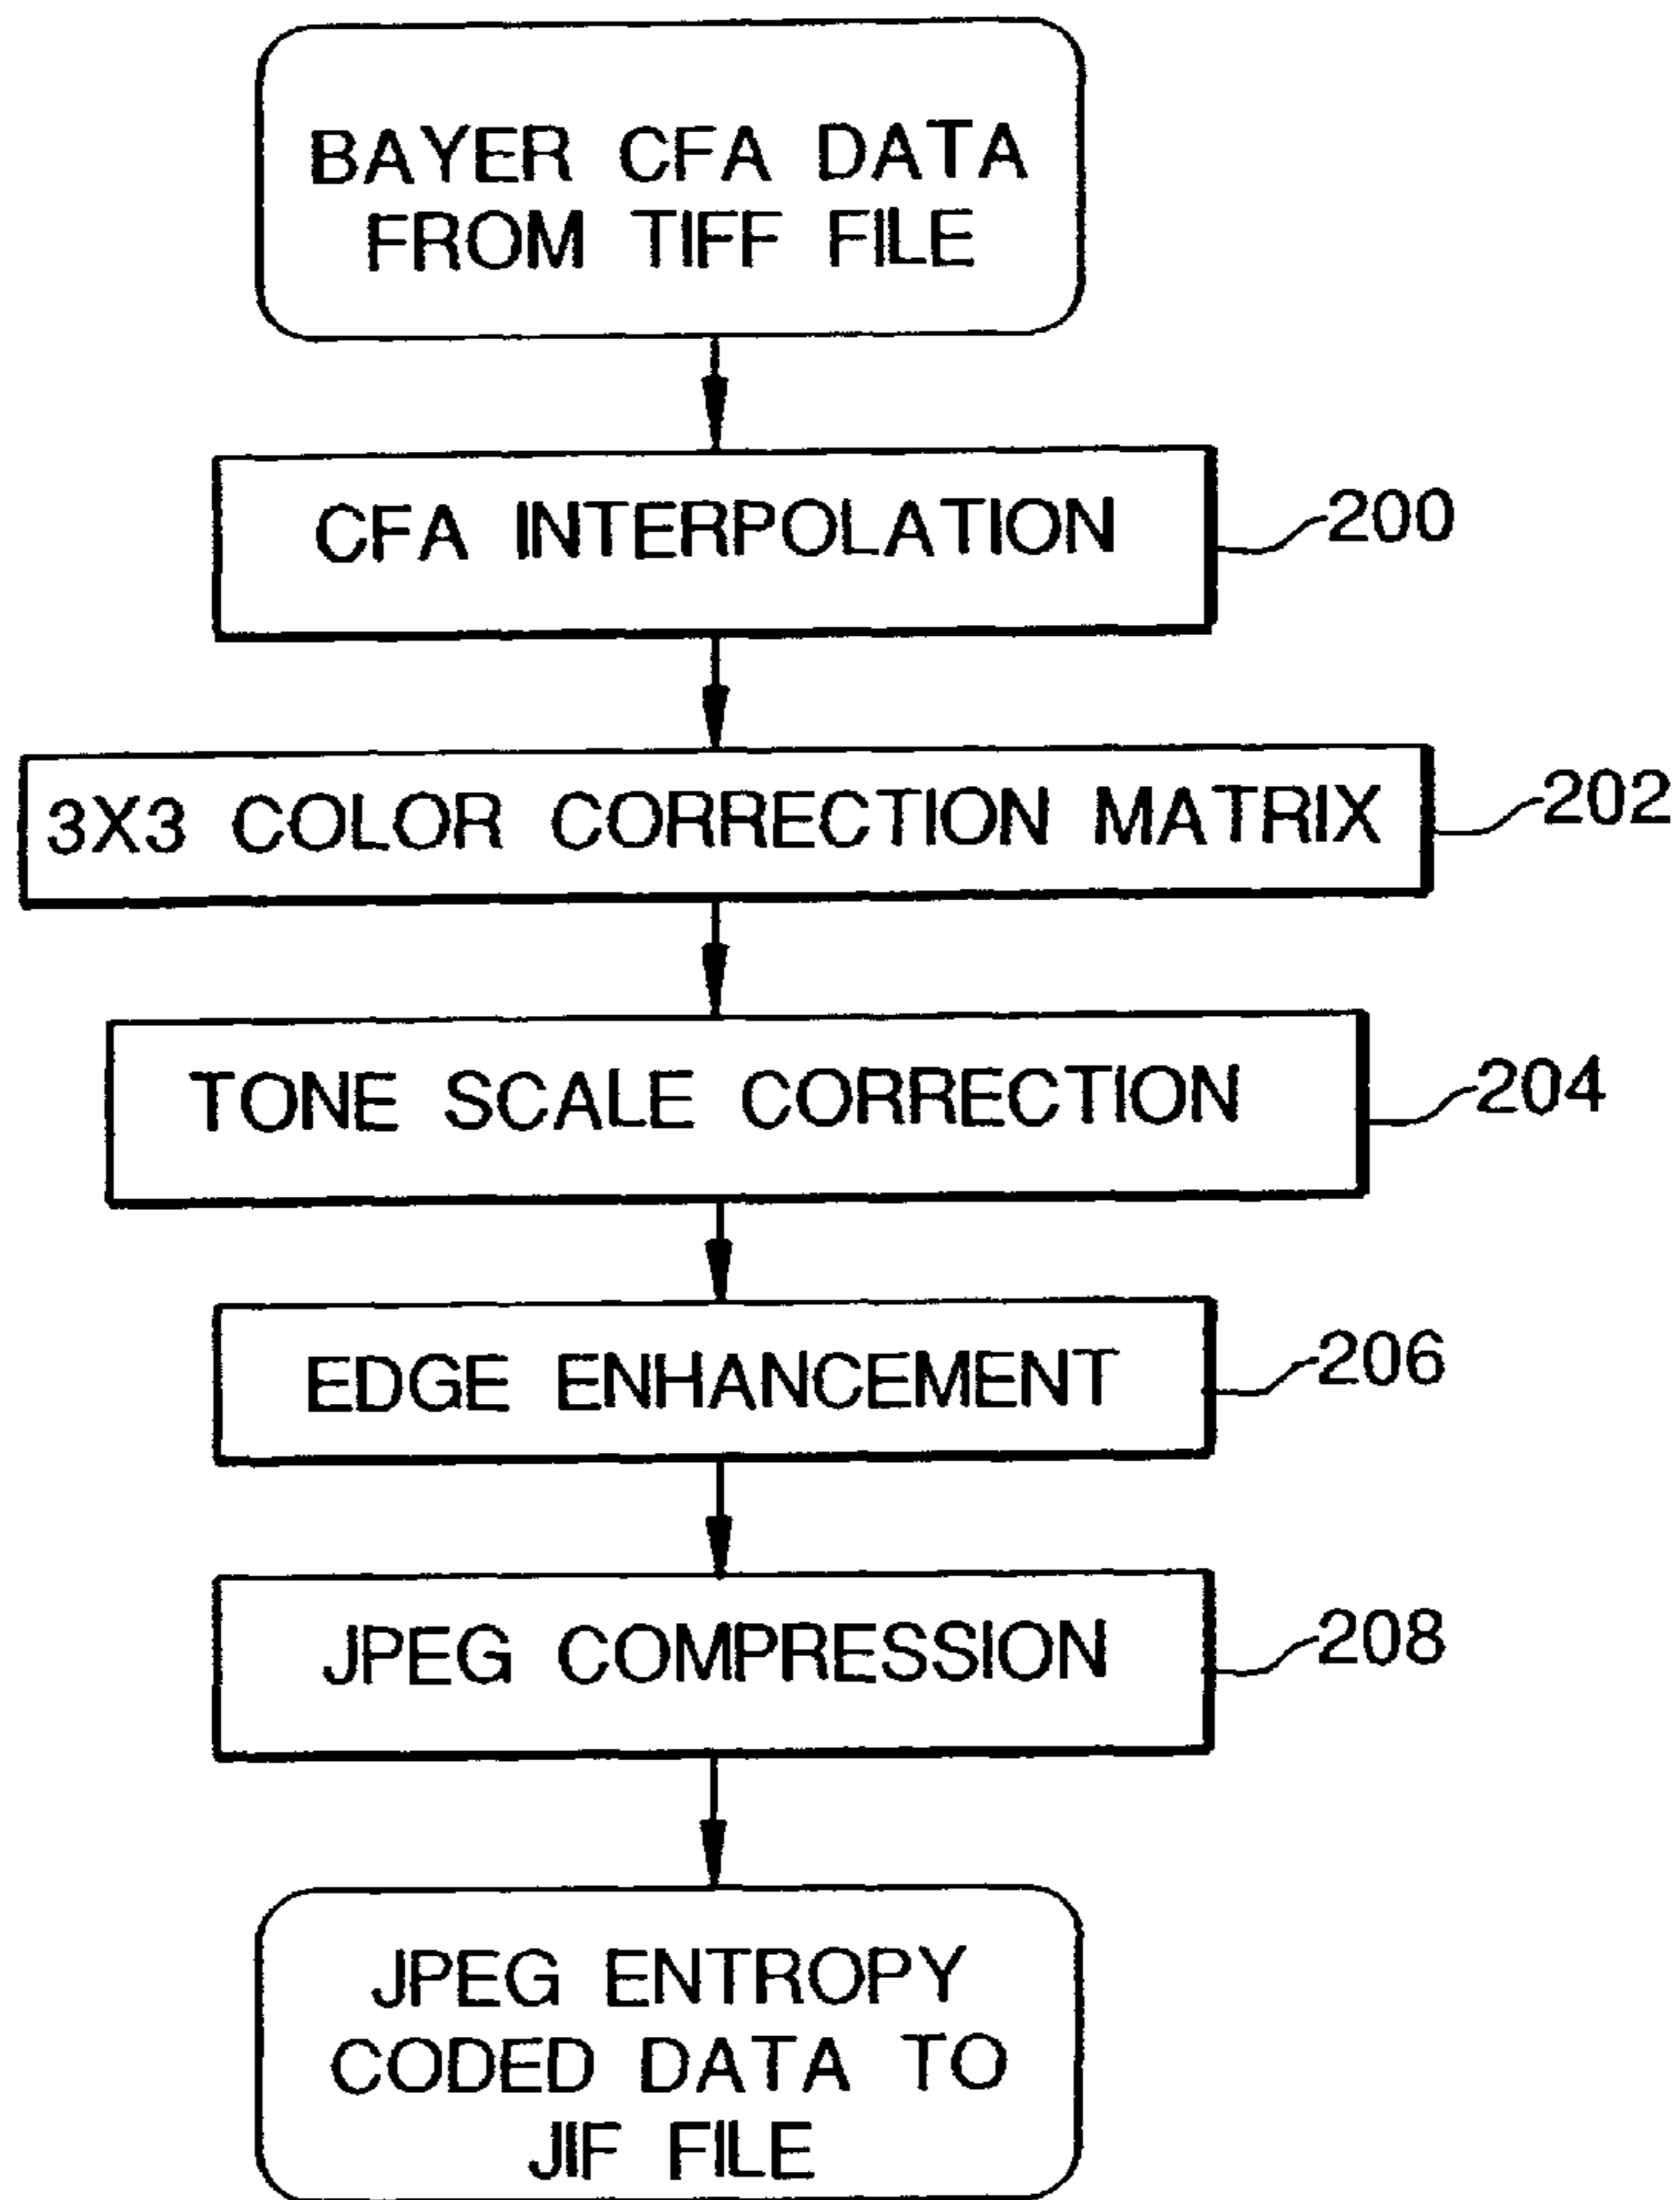 BAYER CFA DATA
FROM TIFF FILE
CFA INTERPOLATION
200
3X3 COLOR CORRECTION MATRIX
202
TONE SCALE CORRECTION
204
EDGE ENHANCEMENT
206
JPEG COMPRESSION
208
JPEG ENTROPY
CODED DATA TO
JIF FILE